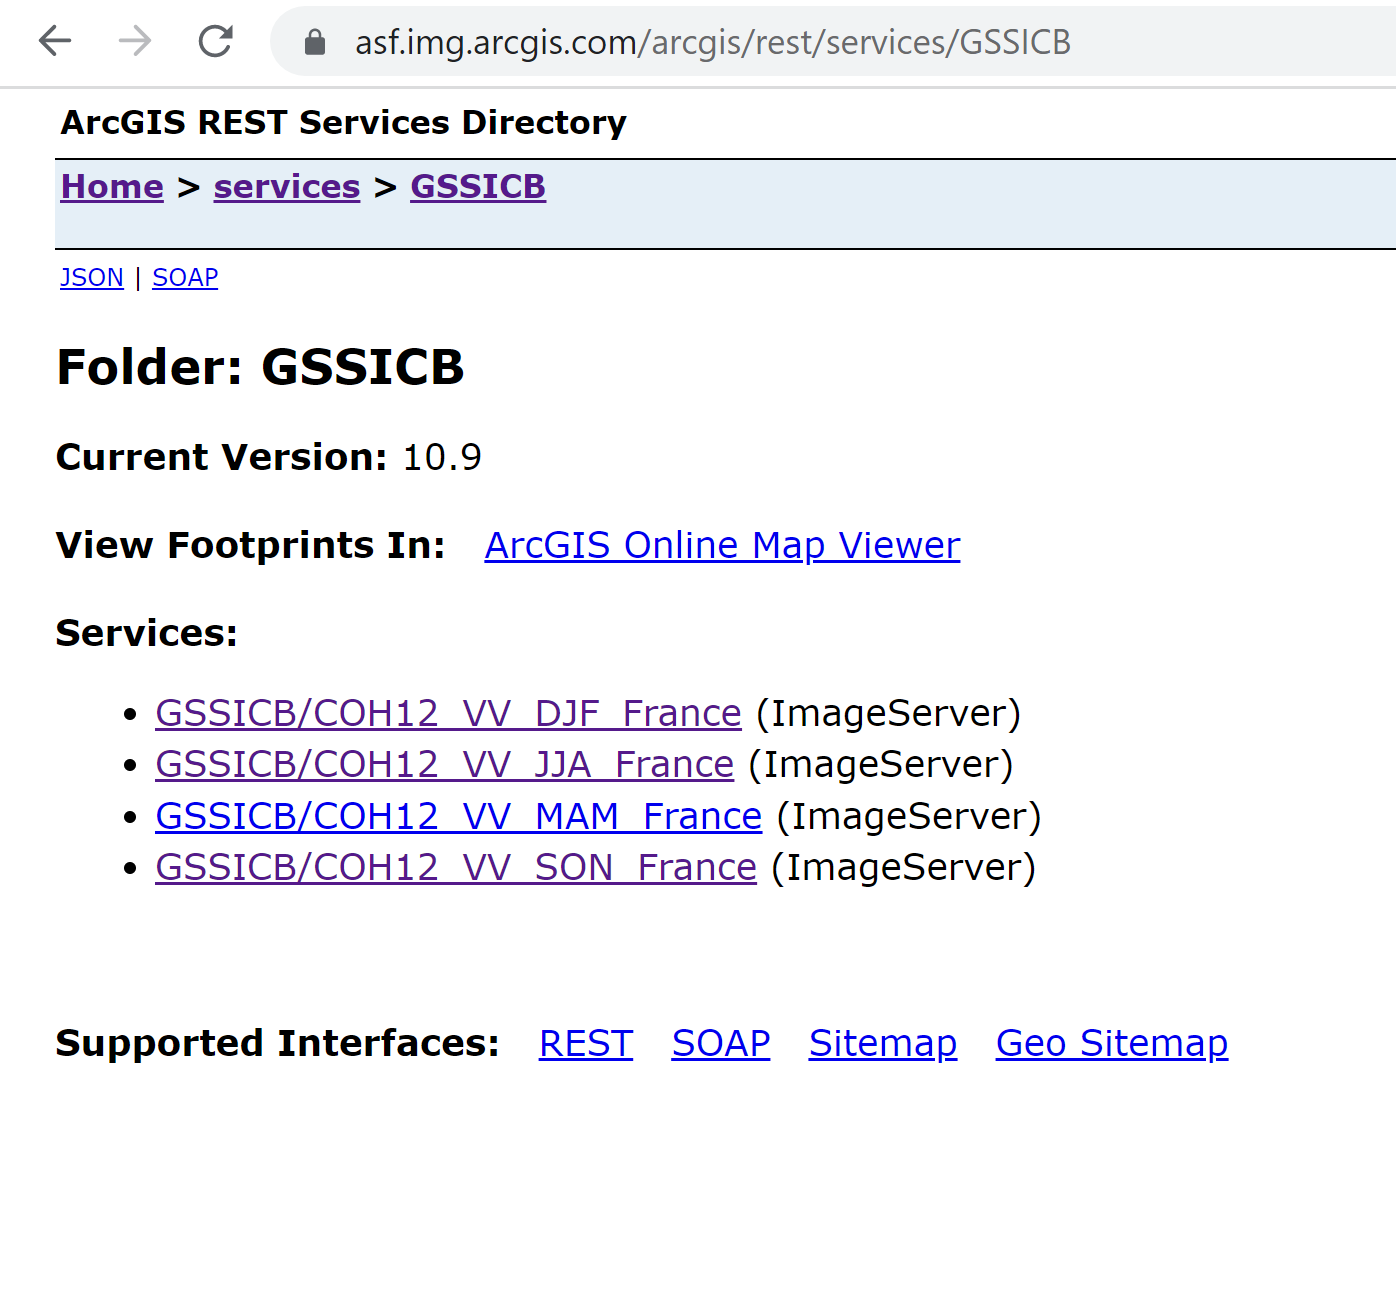 asf.img.arcgis.com/arcgis/rest/services/GSSICB
ArcGIS REST Services Directory
Home > services > GSSICB
JSON | SOAP
Folder: GSSICB
Current Version: 10.9
View Footprints In: ArcGIS Online Map Viewer
Services:
• GSSICB/COH12_VV_DJF_France (ImageServer)
• GSSICB/COH12_VV_JJA_France (ImageServer)
• GSSICB/COH12_VV_MAM_France (ImageServer)
• GSSICB/COH12_VV_SON_France (ImageServer)
Supported Interfaces: REST SOAP Sitemap Geo Sitemap